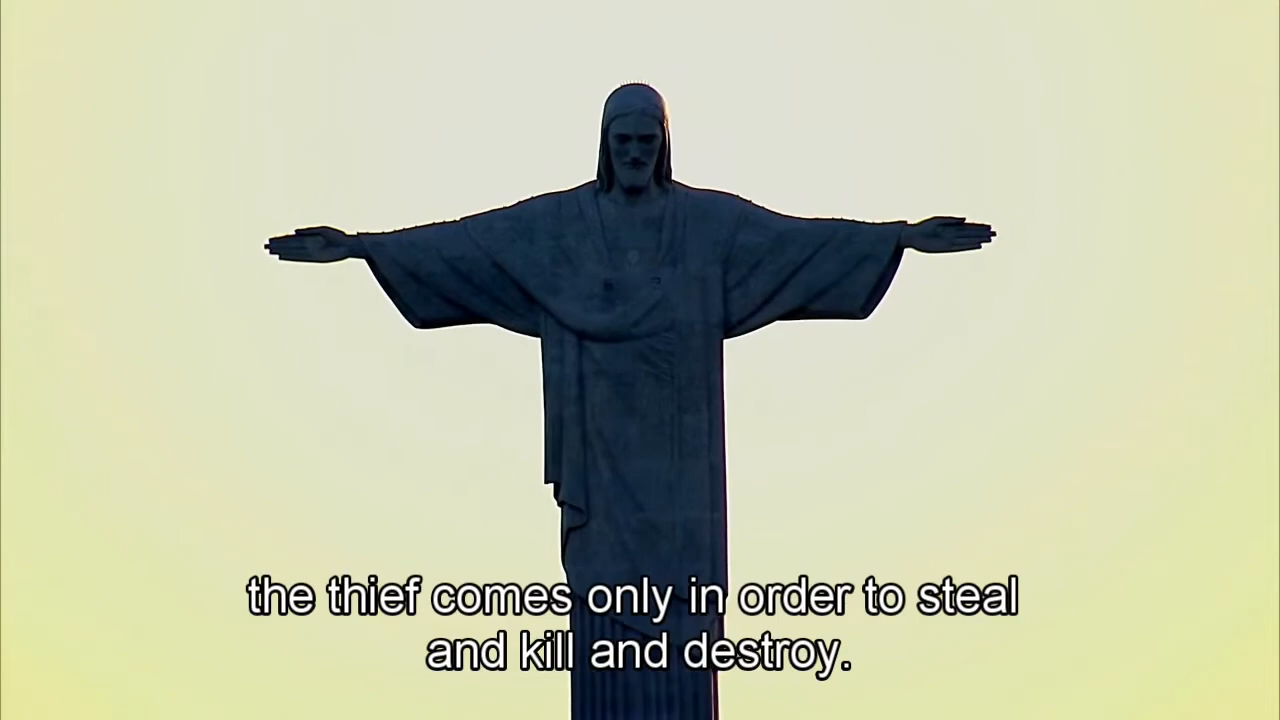 the thief comes only in order to steal
and kill and destroy.